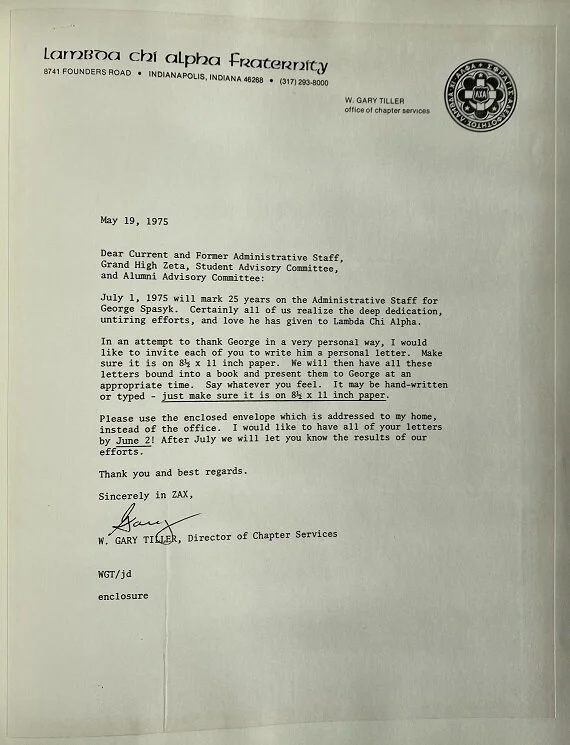 Lambda chi alpha Fraternity
8741 FOUNDERS ROAD • INDIANAPOLIS, INDIANA 46268 • (317) 293-8000
W. GARY TILLER
office of chapter services
ΛΧΑ
May 19, 1975
Dear Current and Former Administrative Staff,
Grand High Zeta, Student Advisory Committee,
and Alumni Advisory Committee:
July 1, 1975 will mark 25 years on the Administrative Staff for
George Spasyk. Certainly all of us realize the deep dedication,
untiring efforts, and love he has given to Lambda Chi Alpha.
In an attempt to thank George in a very personal way, I would
like to invite each of you to write him a personal letter. Make
sure it is on 8½ x 11 inch paper. We will then have all these
letters bound into a book and present them to George at an
appropriate time. Say whatever you feel. It may be hand-written
or typed - just make sure it is on 8½ x 11 inch paper.
Please use the enclosed envelope which is addressed to my home,
instead of the office. I would like to have all of your letters
by June 2! After July we will let you know the results of our
efforts.
Thank you and best regards.
Sincerely in ZAX,
Gary
W. GARY TILLER, Director of Chapter Services
WGT/jd
enclosure